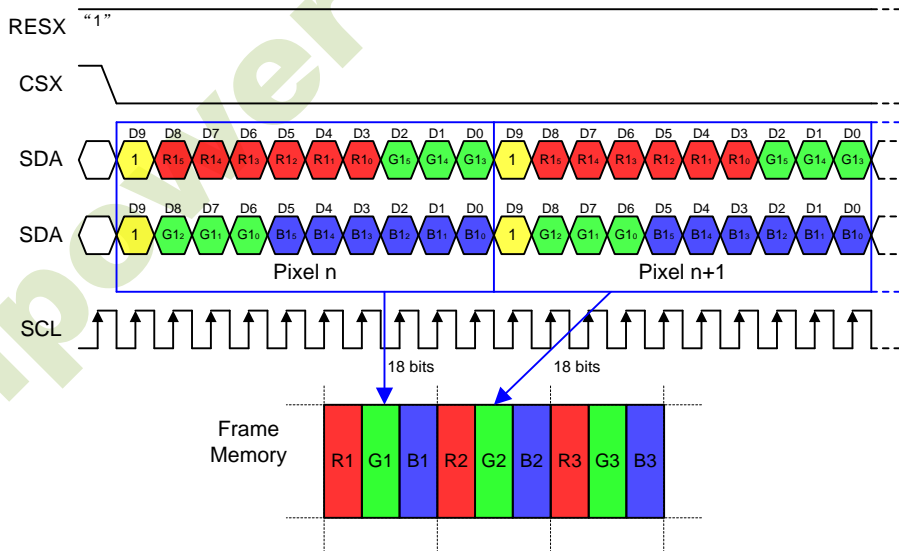 RESX “1”
CSX
D9 D8 D7 D6 D5 D4 D3 D2 D1 D0 D9 D8 D7 D6 D5 D4 D3 D2 D1 D0
SDA 1 R15 R14 R13 R12 R11 R10 G15 G14 G13 1 R15 R14 R13 R12 R11 R10 G15 G14 G13
D9 D8 D7 D6 D5 D4 D3 D2 D1 D0 D9 D8 D7 D6 D5 D4 D3 D2 D1 D0
SDA 1 G12 G11 G10 B15 B14 B13 B12 B11 B10 1 G12 G11 G10 B15 B14 B13 B12 B11 B10
Pixel n Pixel n+1
SCL
18 bits 18 bits
Frame
Memory
R1 G1 B1 R2 G2 B2 R3 G3 B3